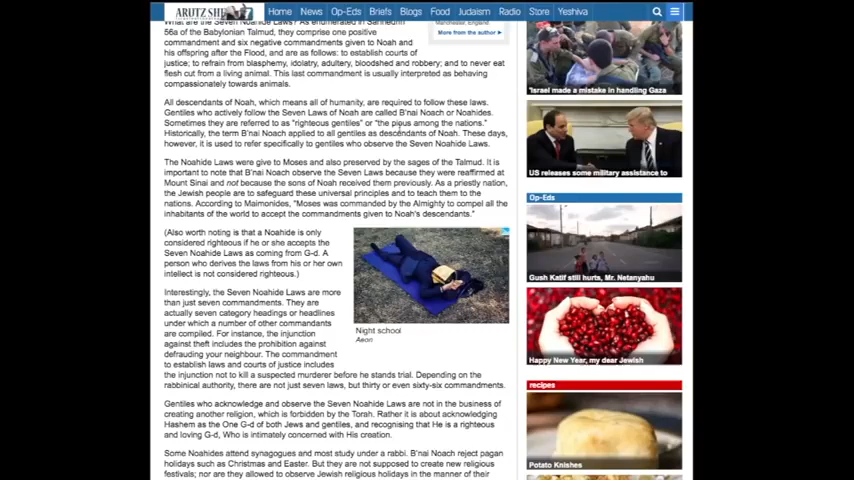 ARUTZ SHE
Home News Op-Eds Briefs Blogs Food Judaism Radio Store Yeshiva
What are the Seven Noahide Laws? As enumerated in Sanhedrin
56a of the Babylonian Talmud, they comprise one positive
commandment and six negative commandments given to Noah and
his offspring after the Flood, and are as follows: to establish courts of
justice; to refrain from blasphemy, idolatry, adultery, bloodshed and robbery; and to never eat
flesh cut from a living animal. This last commandment is usually interpreted as behaving
compassionately towards animals.
Manchester, England
More from the author ►
All descendants of Noah, which means all of humanity, are required to follow these laws.
Gentiles who actively follow the Seven Laws of Noah are called B'nai Noach or Noahides.
Sometimes they are referred to as "righteous gentiles" or "the pious among the nations."
Historically, the term B'nai Noach applied to all gentiles as descendants of Noah. These days,
however, it is used to refer specifically to gentiles who observe the Seven Noahide Laws.
The Noahide Laws were give to Moses and also preserved by the sages of the Talmud. It is
important to note that B'nai Noach observe the Seven Laws because they were reaffirmed at
Mount Sinai and not because the sons of Noah received them previously. As a priestly nation,
the Jewish people are to safeguard these universal principles and to teach them to the
nations. According to Maimonides, "Moses was commanded by the Almighty to compel all the
inhabitants of the world to accept the commandments given to Noah's descendants."
(Also worth noting is that a Noahide is only
considered righteous if he or she accepts the
Seven Noahide Laws as coming from G-d. A
person who derives the laws from his or her own
intellect is not considered righteous.)
Interestingly, the Seven Noahide Laws are more
than just seven commandments. They are
actually seven category headings or headlines
under which a number of other commandants
are compiled. For instance, the injunction
against theft includes the prohibition against
defrauding your neighbour. The commandment
to establish laws and courts of justice includes
the injunction not to kill a suspected murderer before he stands trial. Depending on the
rabbinical authority, there are not just seven laws, but thirty or even sixty-six commandments.
Night school
Aeon
Gentiles who acknowledge and observe the Seven Noahide Laws are not in the business of
creating another religion, which is forbidden by the Torah. Rather it is about acknowledging
Hashem as the One G-d of both Jews and gentiles, and recognising that He is a righteous
and loving G-d, Who is intimately concerned with His creation.
Some Noahides attend synagogues and most study under a rabbi. B'nai Noach reject pagan
holidays such as Christmas and Easter. But they are not supposed to create new religious
festivals; nor are they allowed to observe Jewish religious holidays in the manner of their
'Israel made a mistake in handling Gaza
US releases some military assistance to
Op-Eds
Gush Katif still hurts, Mr. Netanyahu
Happy New Year, my dear Jewish
recipes
Potato Knishes